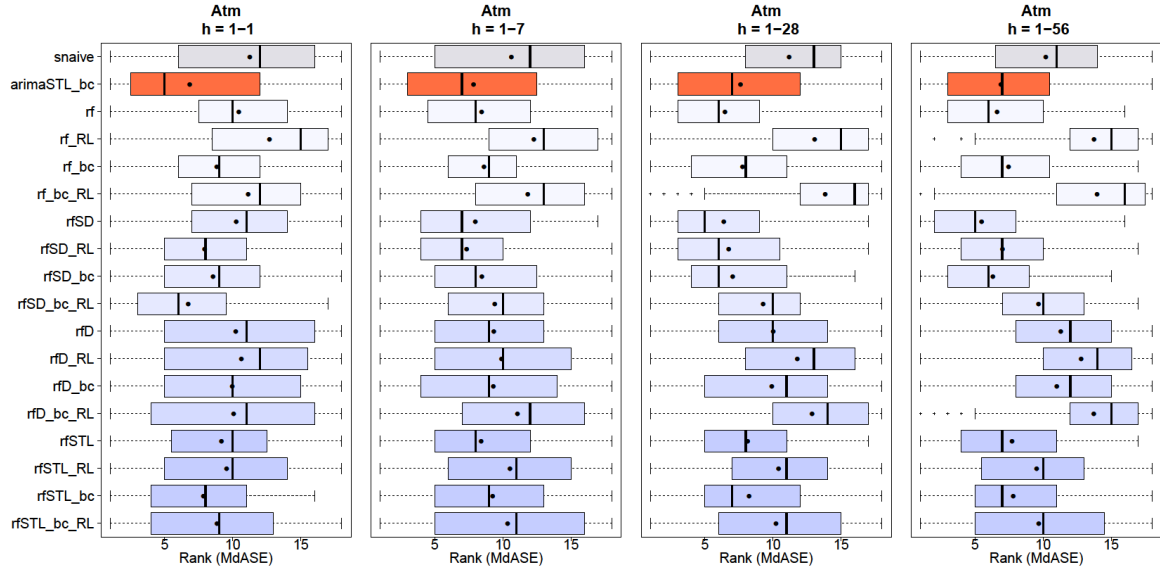 Atm
h = 1−1
Atm
h = 1−7
Atm
h = 1−28
Atm
h = 1−56
snaive
arimaSTL_bc
rf
rf_RL
rf_bc
rf_bc_RL
rfSD
rfSD_RL
rfSD_bc
rfSD_bc_RL
rfD
rfD_RL
rfD_bc
rfD_bc_RL
rfSTL
rfSTL_RL
rfSTL_bc
rfSTL_bc_RL
5 10 15
Rank (MdASE)
5 10 15
Rank (MdASE)
5 10 15
Rank (MdASE)
5 10 15
Rank (MdASE)